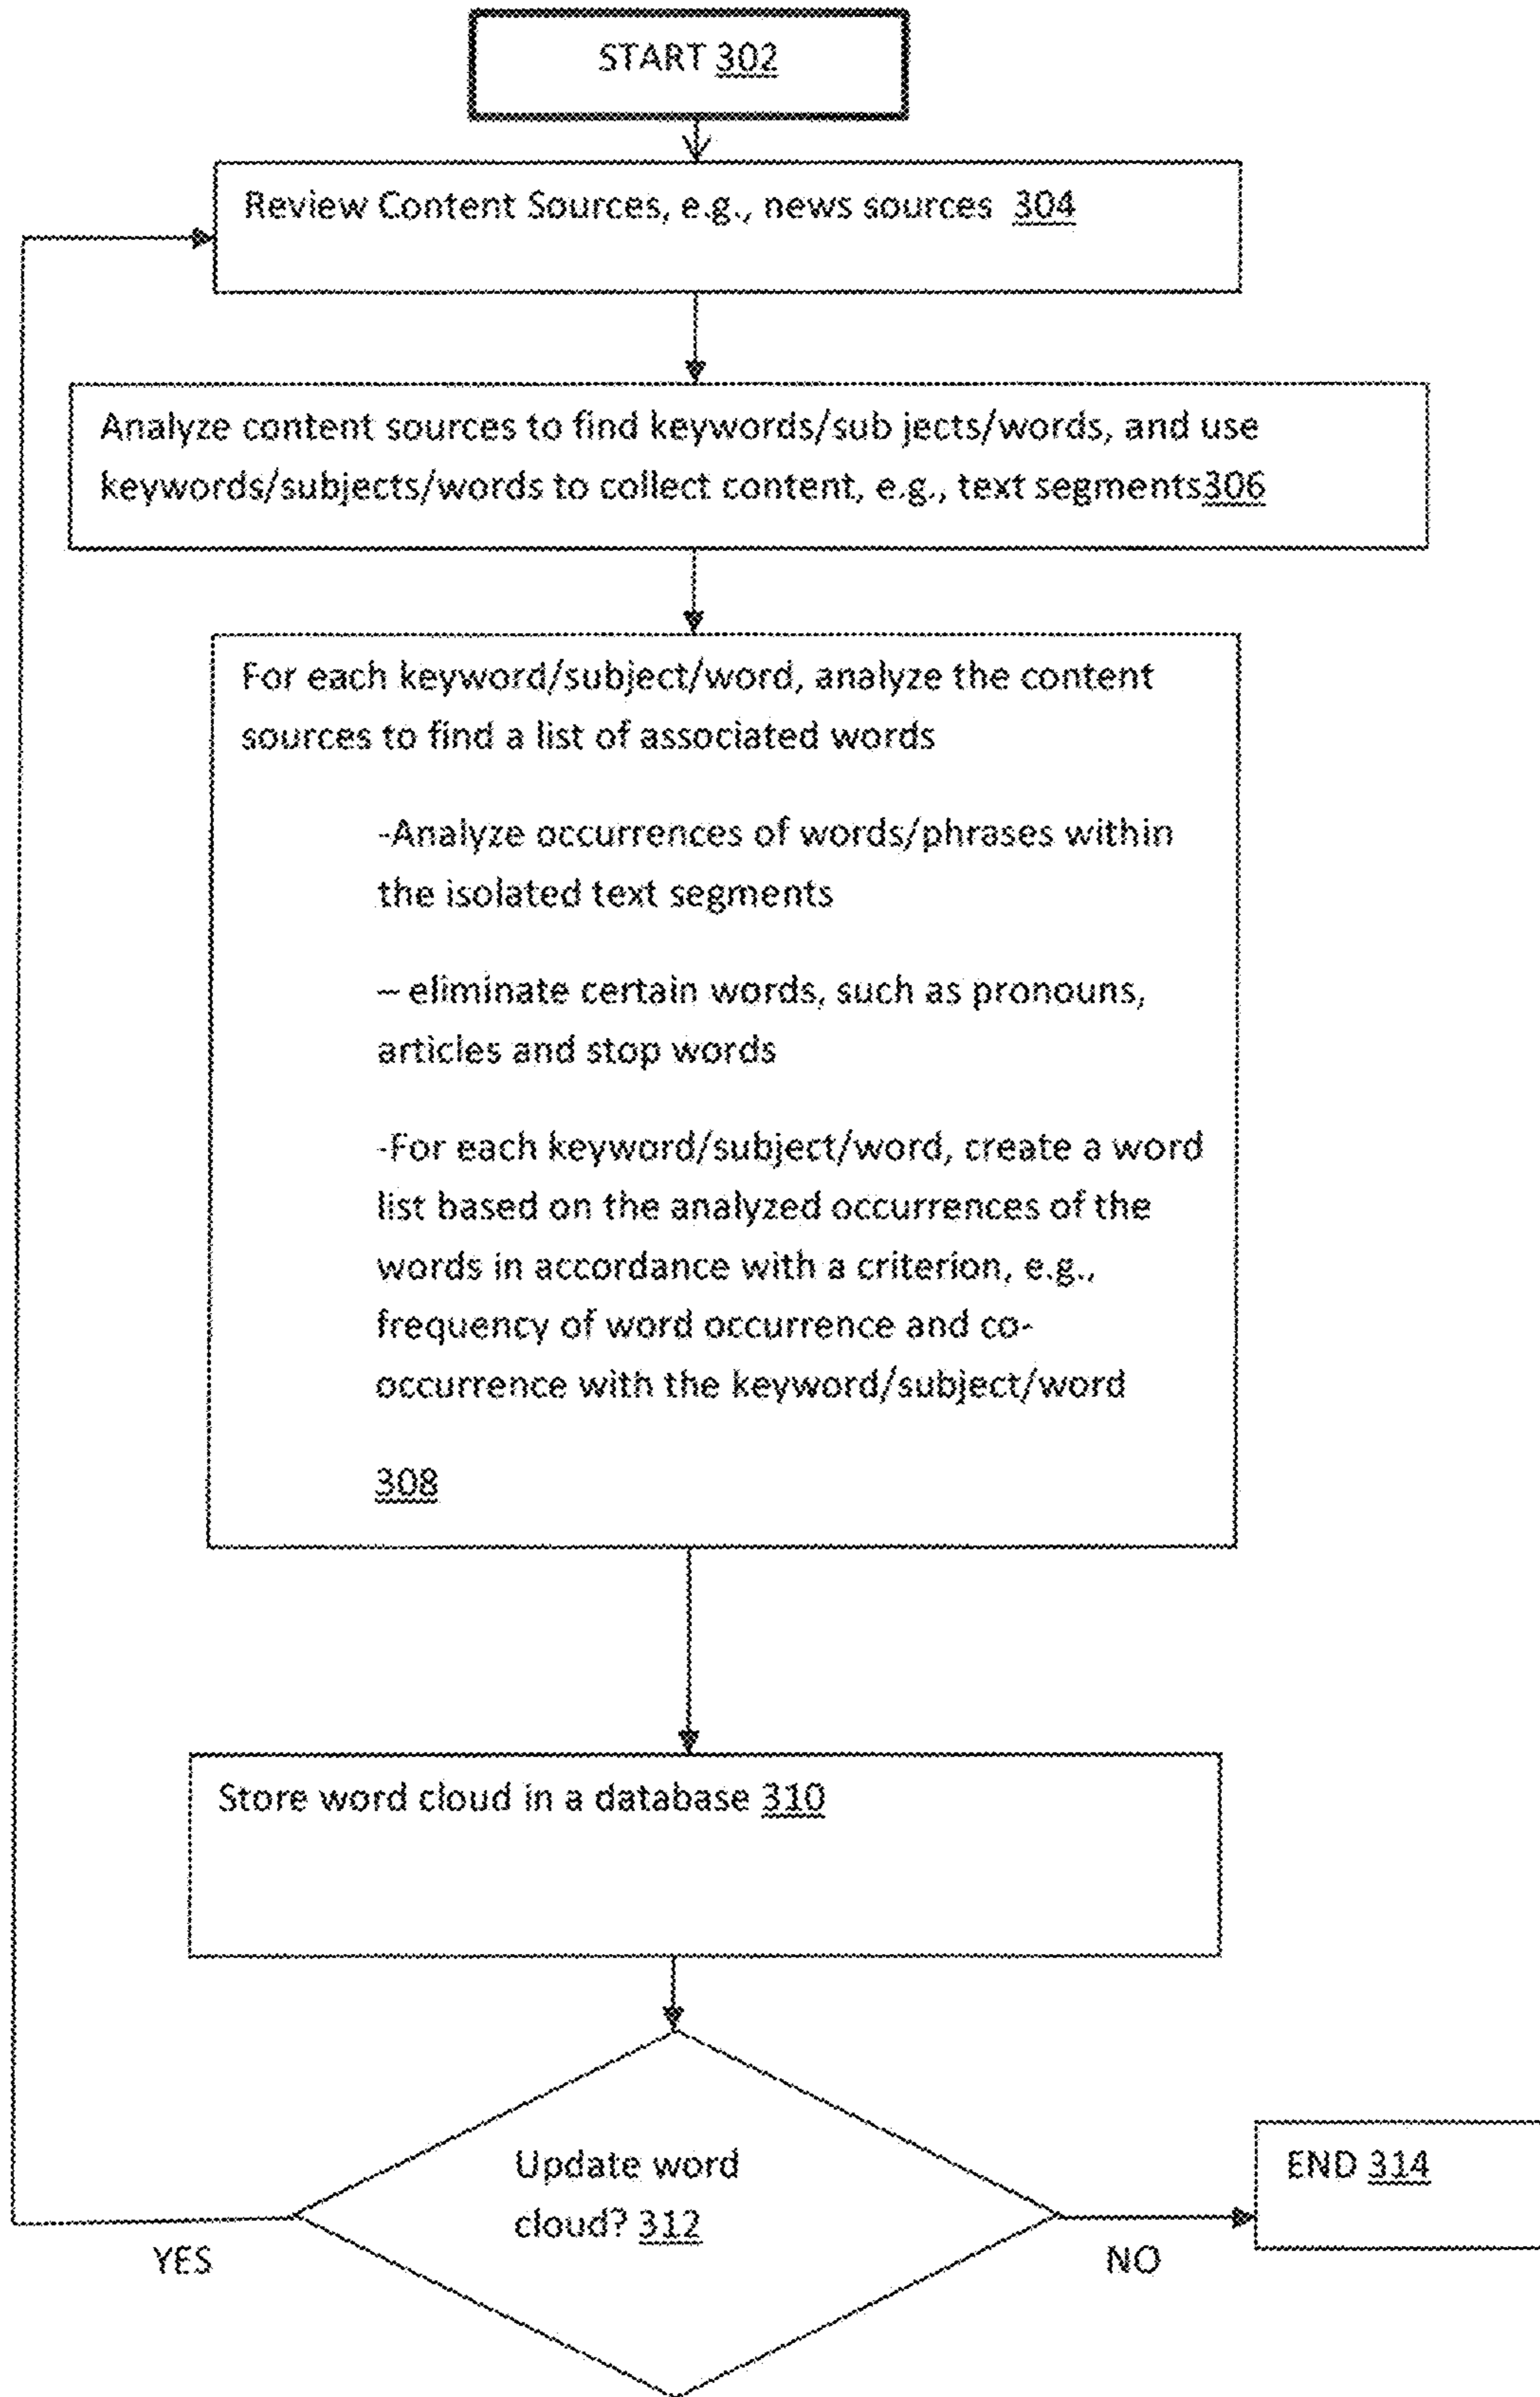 START 302
Review Content Sources, e.g., news sources 304
Analyze content sources to find keywords/sub jects/words, and use
keywords/subjects/words to collect content, e.g., text segments306
For each keyword/subject/word, analyze the content
sources to find a list of associated words
-Analyze occurrences of words/phrases within
the isolated text segments
– eliminate certain words, such as pronouns,
articles and stop words
-For each keyword/subject/word, create a word
list based on the analyzed occurrences of the
words in accordance with a criterion, e.g.,
frequency of word occurrence and co-
occurrence with the keyword/subject/word
308
Store word cloud in a database 310
Update word
cloud? 312
END 314
YES
NO